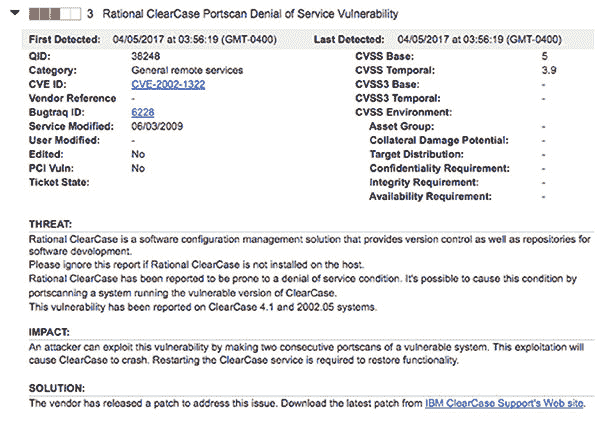 3 Rational ClearCase Portscan Denial of Service Vulnerability
First Detected: 04/05/2017 at 03:56:19 (GMT-0400) Last Detected: 04/05/2017 at 03:56:19 (GMT-0400)
QID: 38248 CVSS Base: 5
Category: General remote services CVSS Temporal: 3.9
CVE ID: CVE-2002-1322 CVSS3 Base: -
Vendor Reference - CVSS3 Temporal: -
Bugtraq ID: 6228 CVSS Environment:
Service Modified: 06/03/2009 Asset Group: -
User Modified: - Collateral Damage Potential: -
Edited: No Target Distribution: -
PCI Vuln: No Confidentiality Requirement: -
Ticket State: Integrity Requirement: -
Availability Requirement: -
THREAT:
Rational ClearCase is a software configuration management solution that provides version control as well as repositories for
software development.
Please ignore this report if Rational ClearCase is not installed on the host.
Rational ClearCase has been reported to be prone to a denial of service condition. It's possible to cause this condition by
portscanning a system running the vulnerable version of ClearCase.
This vulnerability has been reported on ClearCase 4.1 and 2002.05 systems.
IMPACT:
An attacker can exploit this vulnerability by making two consecutive portscans of a vulnerable system. This exploitation will
cause ClearCase to crash. Restarting the ClearCase service is required to restore functionality.
SOLUTION:
The vendor has released a patch to address this issue. Download the latest patch from IBM ClearCase Support's Web site.